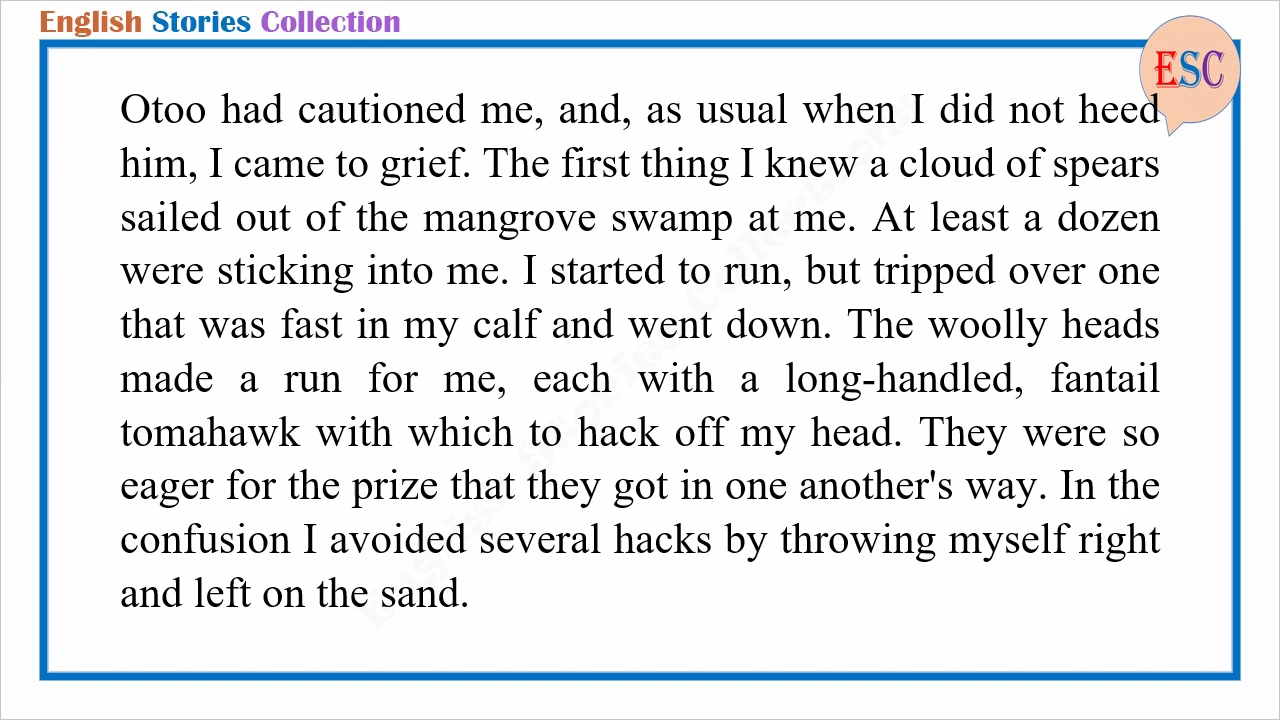 English Stories Collection
ESC
Otoo had cautioned me, and, as usual when I did not heed
him, I came to grief. The first thing I knew a cloud of spears
sailed out of the mangrove swamp at me. At least a dozen
were sticking into me. I started to run, but tripped over one
that was fast in my calf and went down. The woolly heads
made a run for me, each with a long-handled, fantail
tomahawk with which to hack off my head. They were so
eager for the prize that they got in one another's way. In the
confusion I avoided several hacks by throwing myself right
and left on the sand.